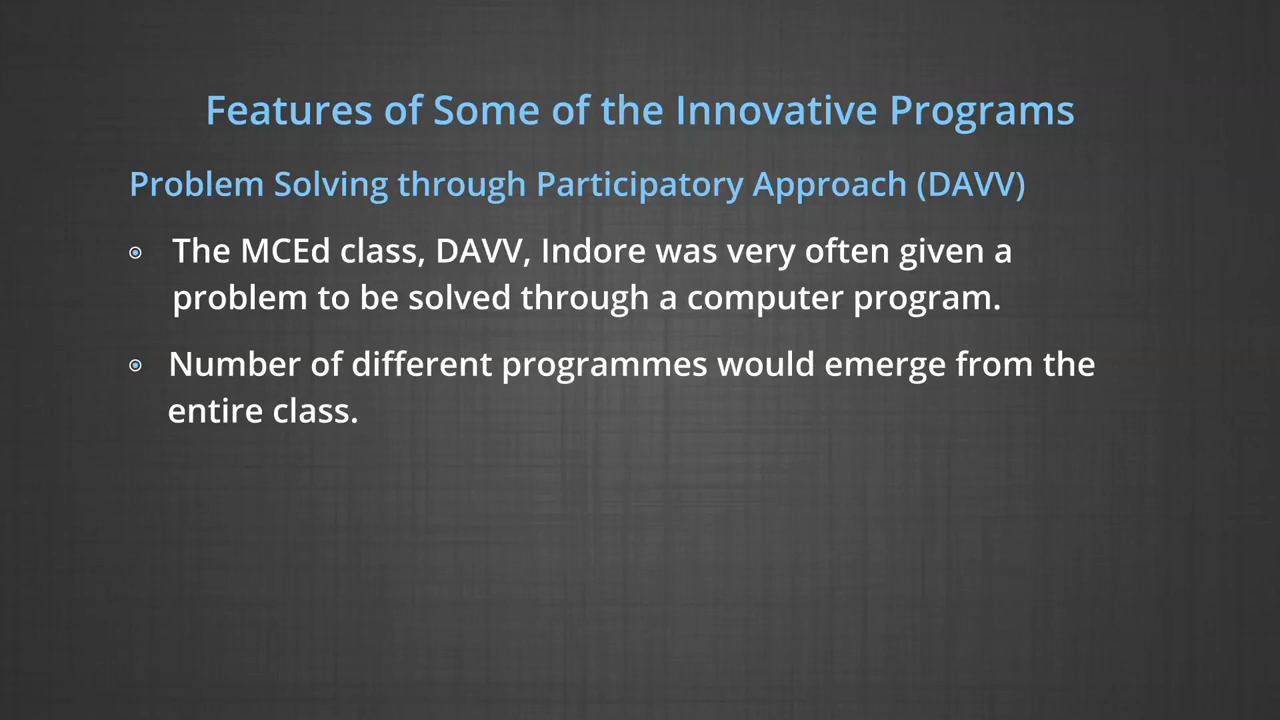 Features of Some of the Innovative Programs
Problem Solving through Participatory Approach (DAVV)
The MCEd class, DAVV, Indore was very often given a
problem to be solved through a computer program.
Number of different programmes would emerge from the
entire class.